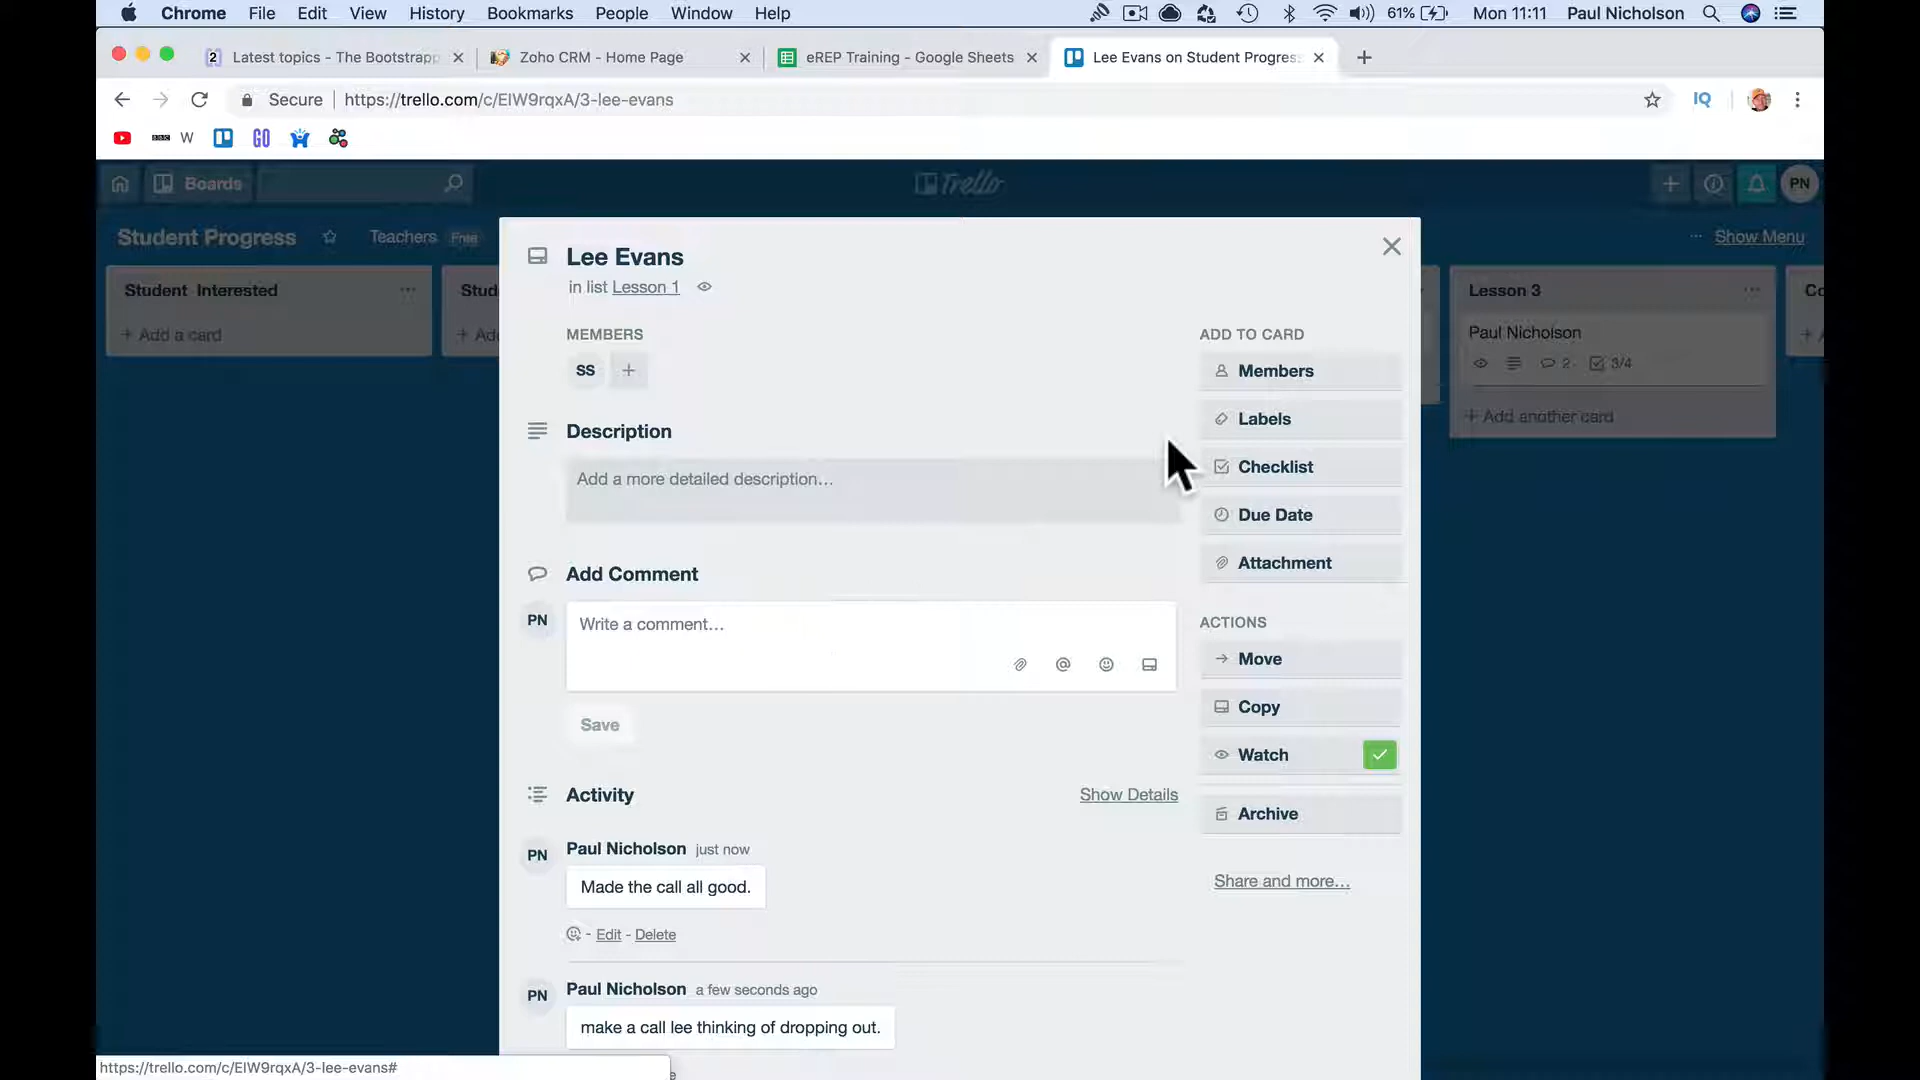 Chrome File Edit View History Bookmarks People Window Help 61% Mon 11:11 Paul Nicholson
2 Latest topics - The Bootstrapp Zoho CRM - Home Page eREP Training - Google Sheets Lee Evans on Student Progress
Secure https://trello.com/c/EIW9rqxA/3-lee-evans IQ
BBC W GO
Boards Trello PN
Student Progress Teachers Free ... Show Menu
Student Interested
+ Add a card
Stud
+ Add
Lee Evans
in list Lesson 1
MEMBERS
SS +
Description
Add a more detailed description…
Add Comment
PN Write a comment…
@
Save
Activity Show Details
PN Paul Nicholson just now
Made the call all good.
- Edit - Delete
PN Paul Nicholson a few seconds ago
make a call lee thinking of dropping out.
ADD TO CARD
Members
Labels
Checklist
Due Date
Attachment
ACTIONS
Move
Copy
Watch
Archive
Share and more…
Lesson 3
Paul Nicholson
2 3/4
+ Add another card
Co
https://trello.com/c/EIW9rqxA/3-lee-evans#